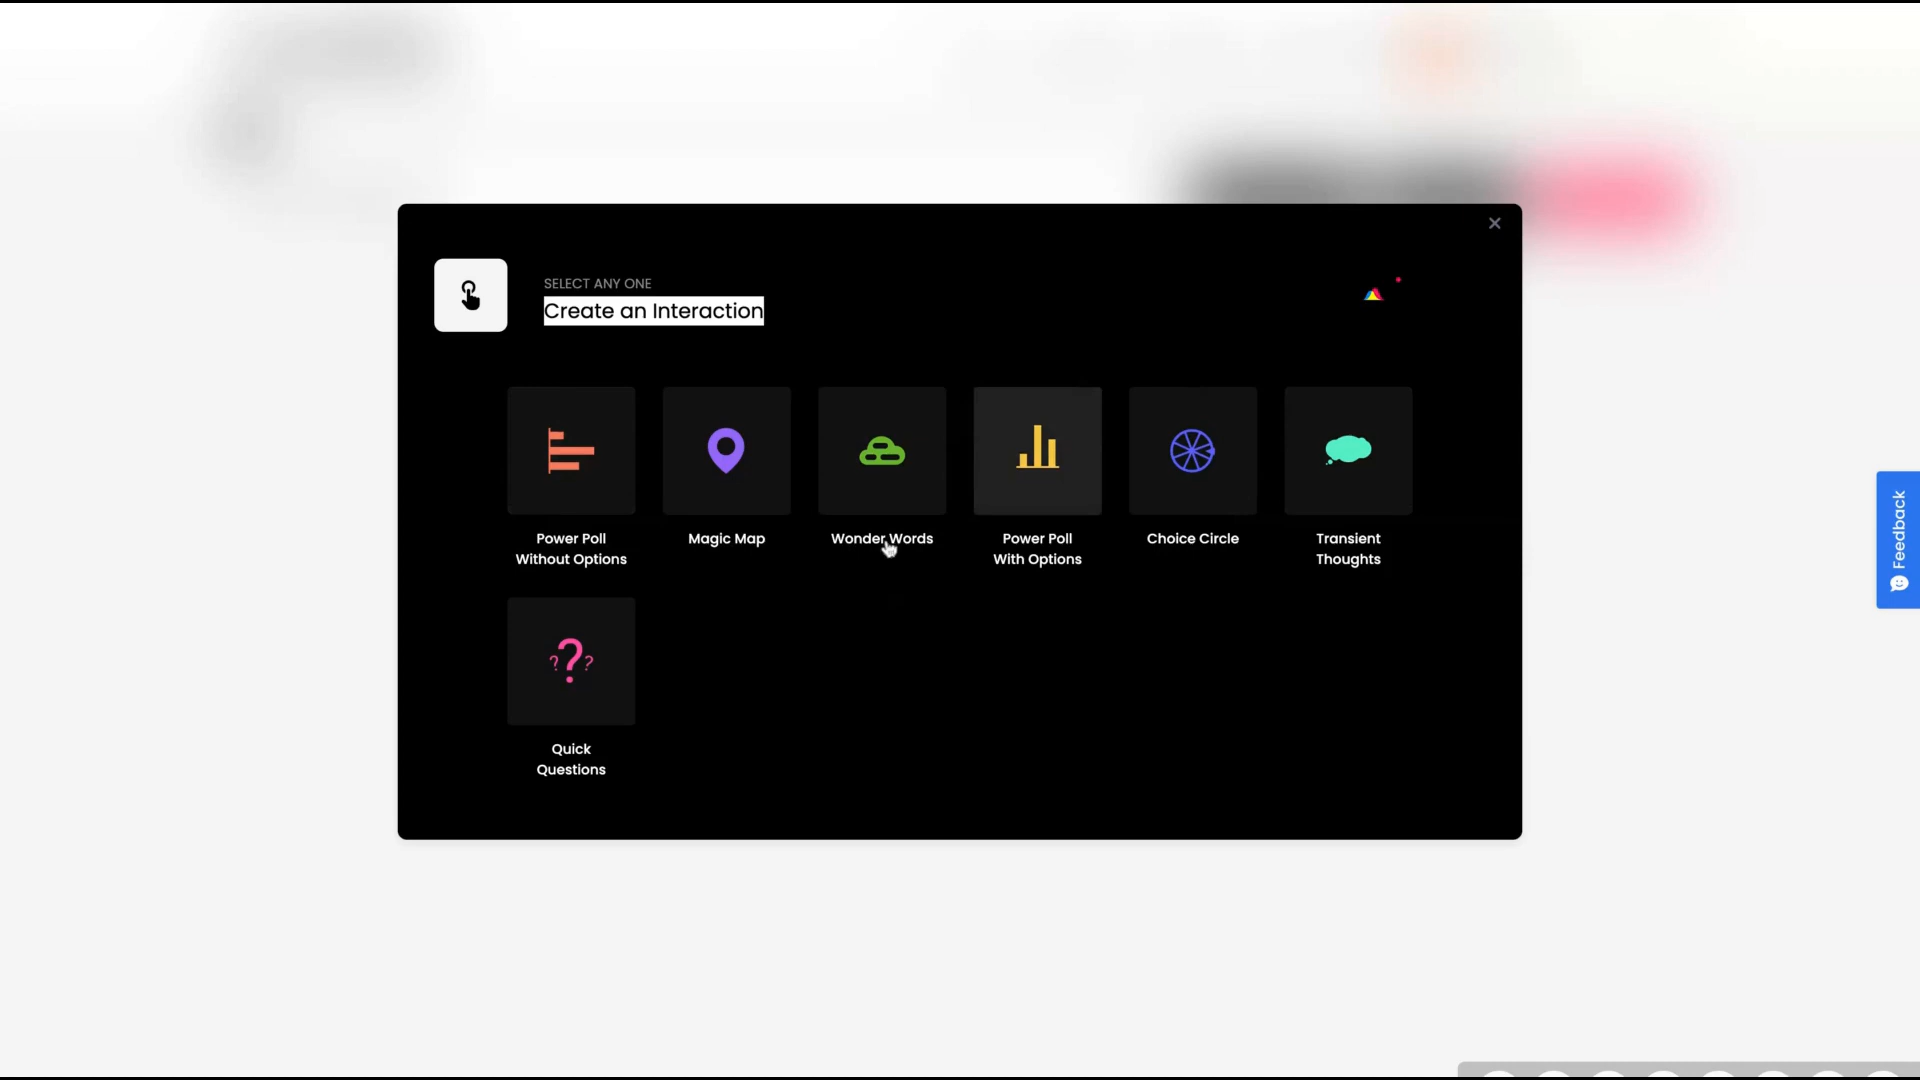 SELECT ANY ONE
Create an Interaction
Power Poll
Without Options
Magic Map
Wonder Words
Power Poll
With Options
Choice Circle
Transient
Thoughts
? ? ?
Quick
Questions
Feedback